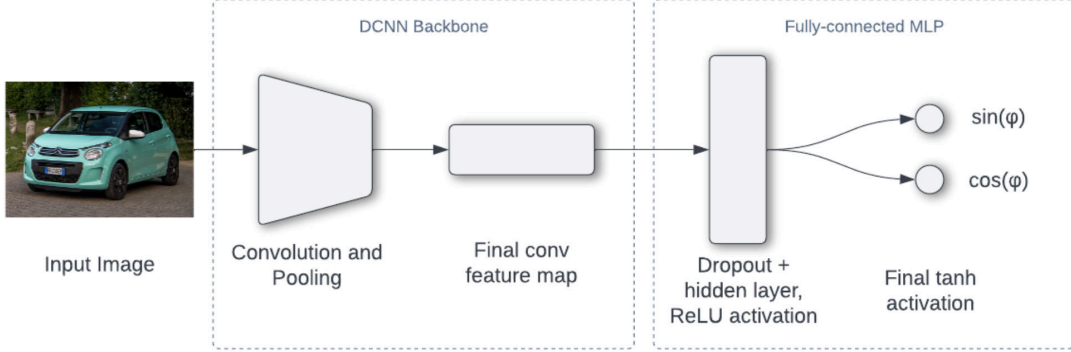 DCNN Backbone
Fully-connected MLP
sin(φ)
cos(φ)
Input Image
Convolution and
Pooling
Final conv
feature map
Dropout +
hidden layer,
ReLU activation
Final tanh
activation